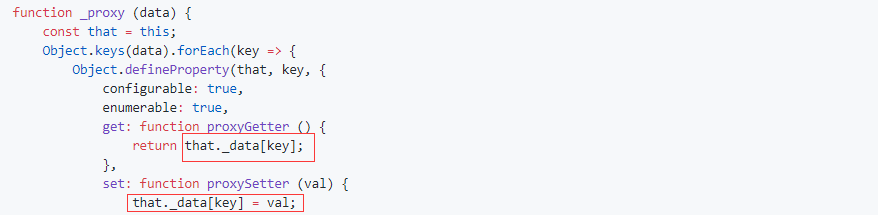 function _proxy (data) {
    const that = this;
    Object.keys(data).forEach(key => {
        Object.defineProperty(that, key, {
            configurable: true,
            enumerable: true,
            get: function proxyGetter () {
                return that._data[key];
            },
            set: function proxySetter (val) {
                that._data[key] = val;